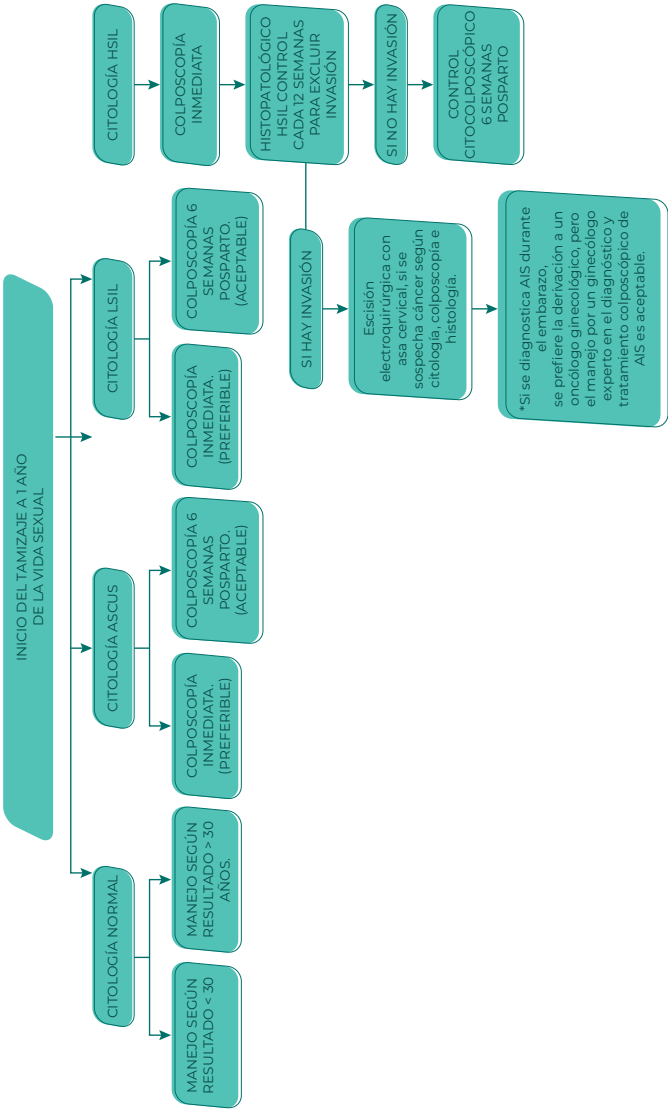 INICIO DEL TAMIZAJE A 1 AÑO
DE LA VIDA SEXUAL
CITOLOGÍA NORMAL
MANEJO SEGÚN
RESULTADO < 30
MANEJO SEGÚN
RESULTADO > 30
AÑOS.
CITOLOGÍA ASCUS
COLPOSCOPÍA
INMEDIATA.
(PREFERIBLE)
COLPOSCOPÍA 6
SEMANAS
POSPARTO.
(ACEPTABLE)
CITOLOGÍA LSIL
COLPOSCOPÍA
INMEDIATA.
(PREFERIBLE)
COLPOSCOPÍA 6
SEMANAS
POSPARTO.
(ACEPTABLE)
CITOLOGÍA HSIL
COLPOSCOPÍA
INMEDIATA
HISTOPATOLÓGICO
HSIL CONTROL
CADA 12 SEMANAS
PARA EXCLUIR
INVASIÓN
SI NO HAY INVASIÓN
CONTROL
CITOCOLPOSCÓPICO
6 SEMANAS
POSPARTO
SI HAY INVASIÓN
Escisión
electroquirúrgica con
asa cervical, si se
sospecha cáncer según
citología, colposcopía e
histología.
*Si se diagnostica AIS durante
el embarazo,
se prefiere la derivación a un
oncólogo ginecológico, pero
el manejo por un ginecólogo
experto en el diagnóstico y
tratamiento colposcópico de
AIS es aceptable.